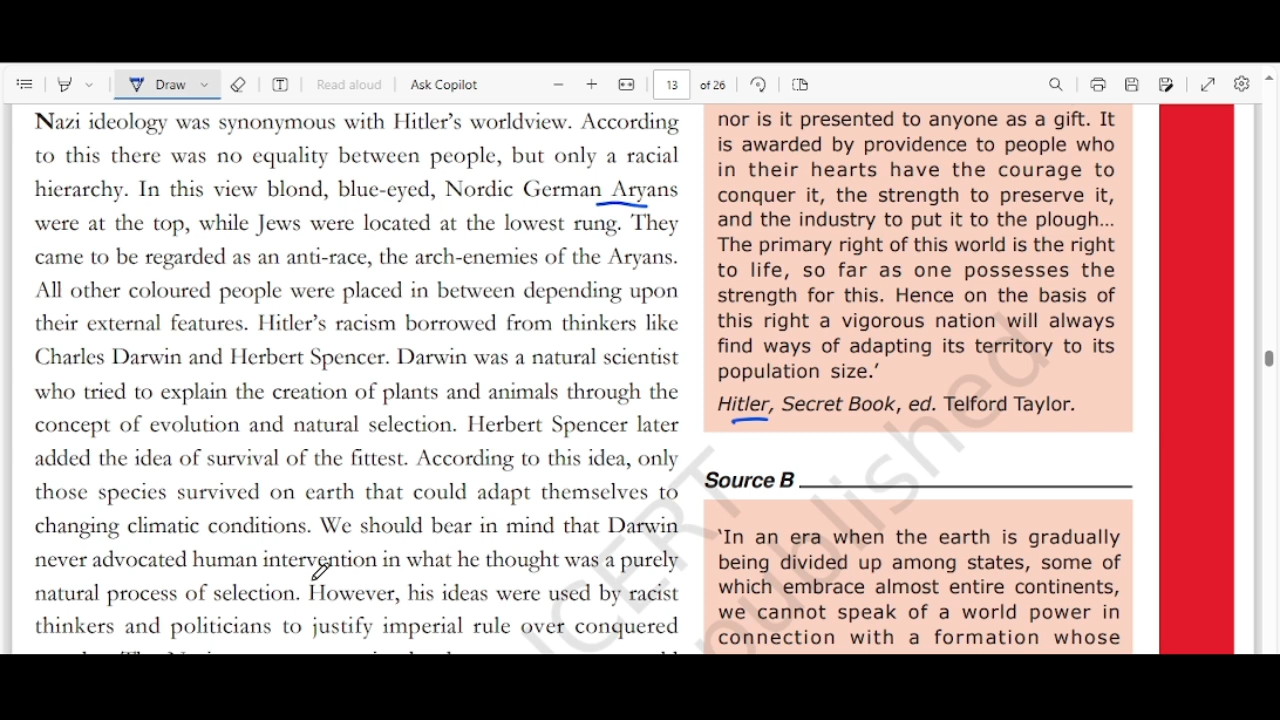 Draw
Read aloud
Ask Copilot
13
of 26
Nazi ideology was synonymous with Hitler's worldview. According
to this there was no equality between people, but only a racial
hierarchy. In this view blond, blue-eyed, Nordic German Aryans
were at the top, while Jews were located at the lowest rung. They
came to be regarded as an anti-race, the arch-enemies of the Aryans.
All other coloured people were placed in between depending upon
their external features. Hitler's racism borrowed from thinkers like
Charles Darwin and Herbert Spencer. Darwin was a natural scientist
who tried to explain the creation of plants and animals through the
concept of evolution and natural selection. Herbert Spencer later
added the idea of survival of the fittest. According to this idea, only
those species survived on earth that could adapt themselves to
changing climatic conditions. We should bear in mind that Darwin
never advocated human intervention in what he thought was a purely
natural process of selection. However, his ideas were used by racist
thinkers and politicians to justify imperial rule over conquered
nor is it presented to anyone as a gift. It
is awarded by providence to people who
in their hearts have the courage to
conquer it, the strength to preserve it,
and the industry to put it to the plough...
The primary right of this world is the right
to life, so far as one possesses the
strength for this. Hence on the basis of
this right a vigorous nation will always
find ways of adapting its territory to its
population size.'
Hitler, Secret Book, ed. Telford Taylor.
Source B
'In an era when the earth is gradually
being divided up among states, some of
which embrace almost entire continents,
we cannot speak of a world power in
connection with a formation whose
published